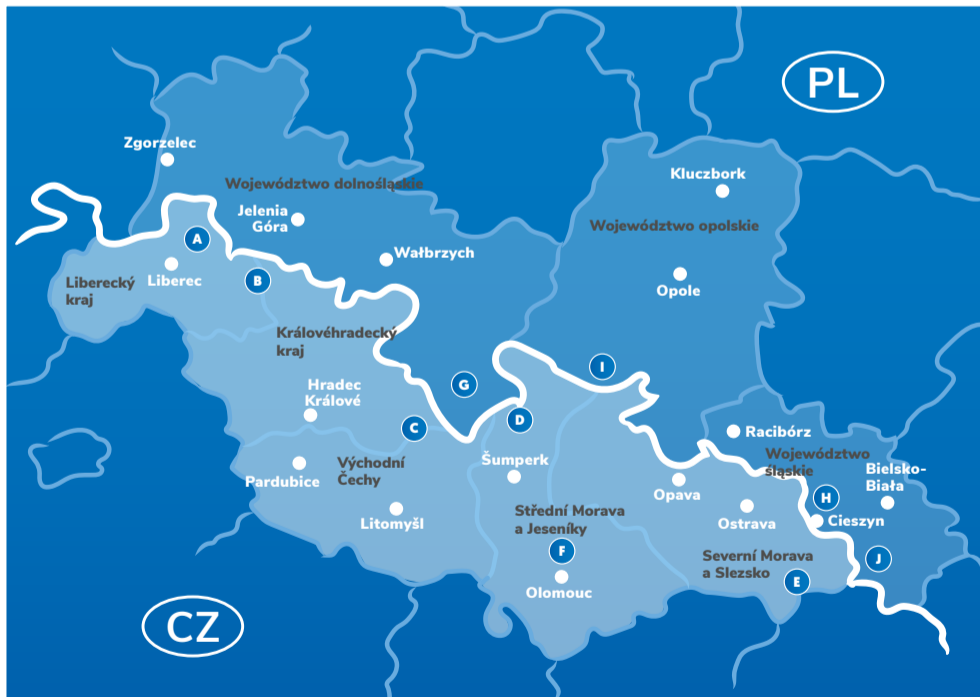 PL
Zgorzelec
Kluczbork
Województwo dolnośląskie
Jelenia
Góra
Województwo opolskie
A
Wałbrzych
Liberec
B
Liberecký
kraj
Opole
Královéhradecký
kraj
I
G
Hradec
Králové
D
C
Racibórz
Šumperk
Województwo
śląskie
Východní
Čechy
Pardubice
Bielsko-
Biała
Opava
H
Litomyšl
Střední Morava
a Jeseníky
Ostrava
Cieszyn
F
Severní Morava
a Slezsko
J
E
Olomouc
CZ